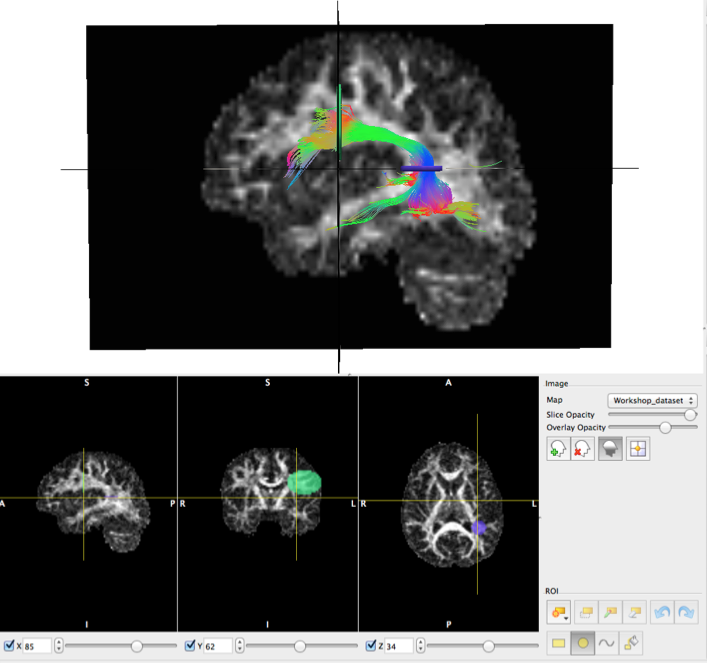 S
S
A
A
P
R
L
R
L
I
I
P
X 85
Y 62
Z 34
Image
Map Workshop_dataset
Slice Opacity
Overlay Opacity
ROI